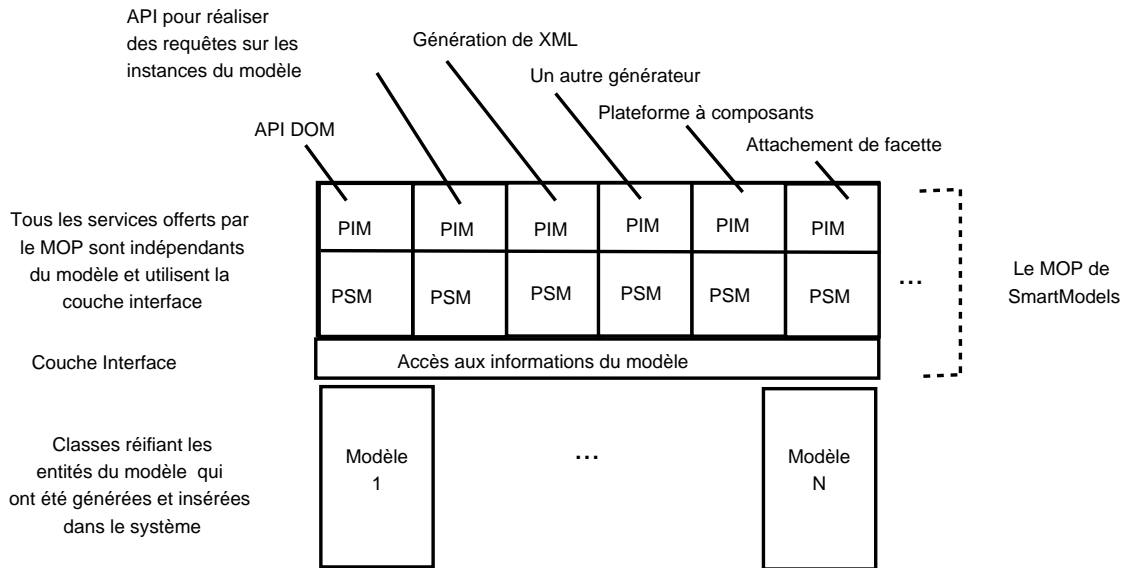 API pour réaliser
des requêtes sur les
instances du modèle
Génération de XML
Un autre générateur
Plateforme à composants
API DOM
Attachement de facette
Tous les services offerts par
le MOP sont indépendants
du modèle et utilisent la
couche interface
PIM PIM PIM PIM PIM PIM
PSM PSM PSM PSM PSM PSM
...
Le MOP de
SmartModels
Couche Interface
Accès aux informations du modèle
Classes réifiant les
entités du modèle qui
ont été générées et insérées
dans le système
Modèle
1
...
Modèle
N